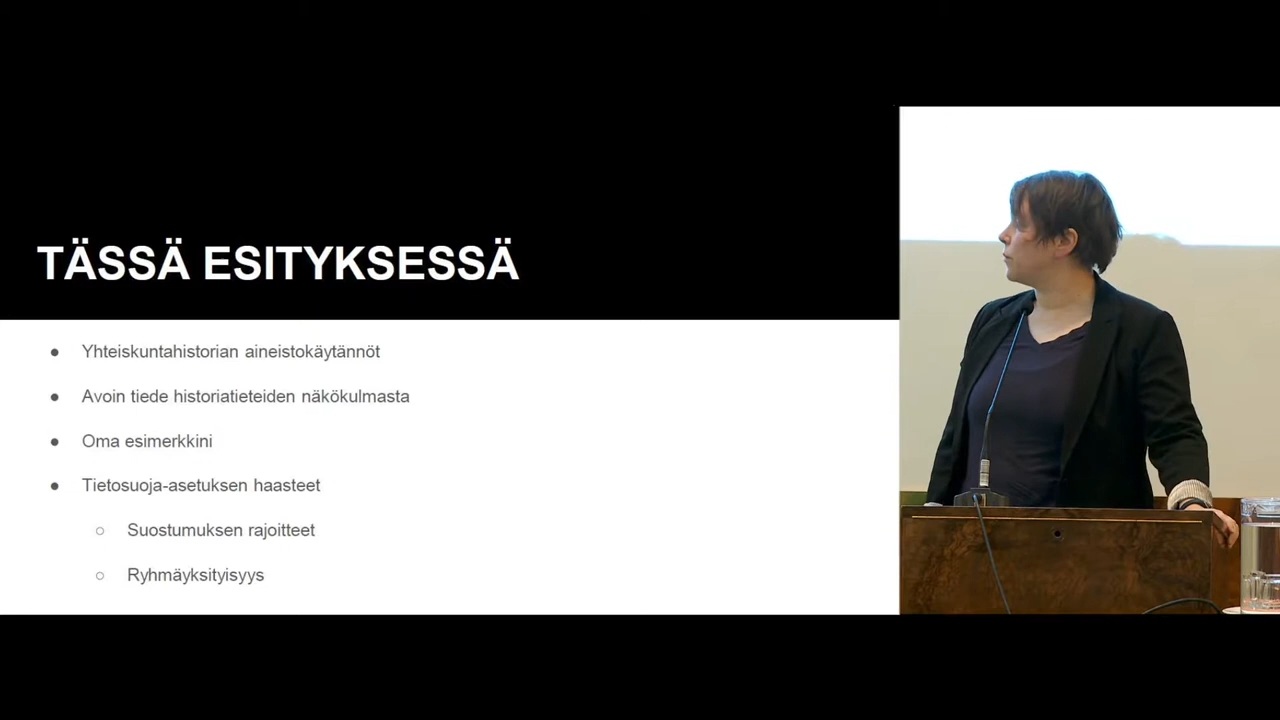 TÄSSÄ ESITYKSESSÄ
● Yhteiskuntahistorian aineistokäytännöt
● Avoin tiede historiatieteiden näkökulmasta
● Oma esimerkkini
● Tietosuoja-asetuksen haasteet
○ Suostumuksen rajoitteet
○ Ryhmäyksityisyys